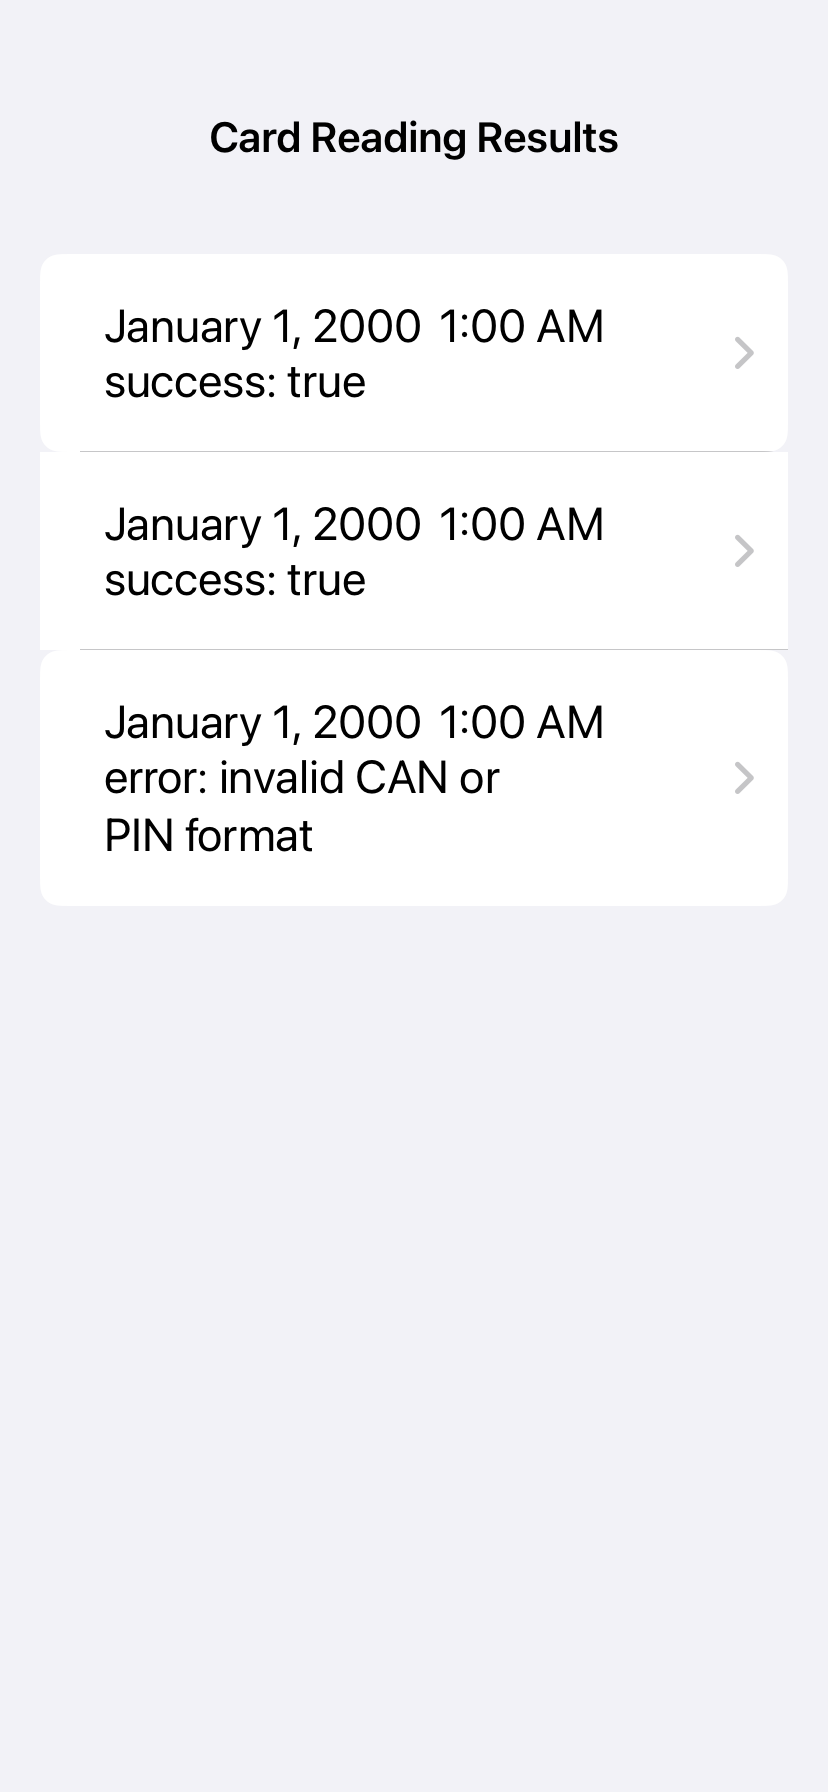 Card Reading Results
January 1, 2000 1:00 AM
success: true
January 1, 2000 1:00 AM
success: true
January 1, 2000 1:00 AM
error: invalid CAN or
PIN format